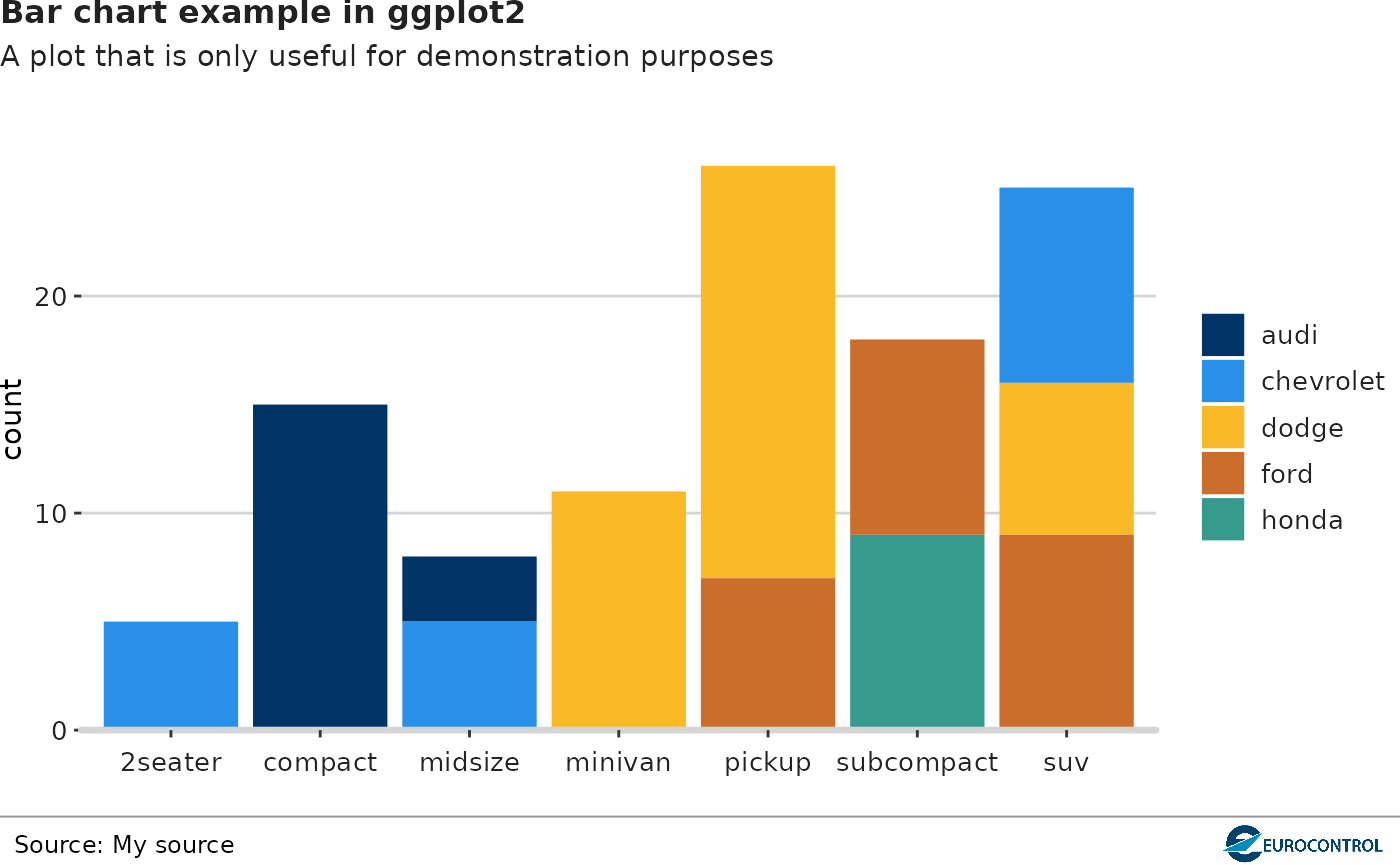 Bar chart example in ggplot2
A plot that is only useful for demonstration purposes
count
20
10
0
2seater compact midsize minivan pickup subcompact suv
audi
chevrolet
dodge
ford
honda
Source: My source
EUROCONTROL